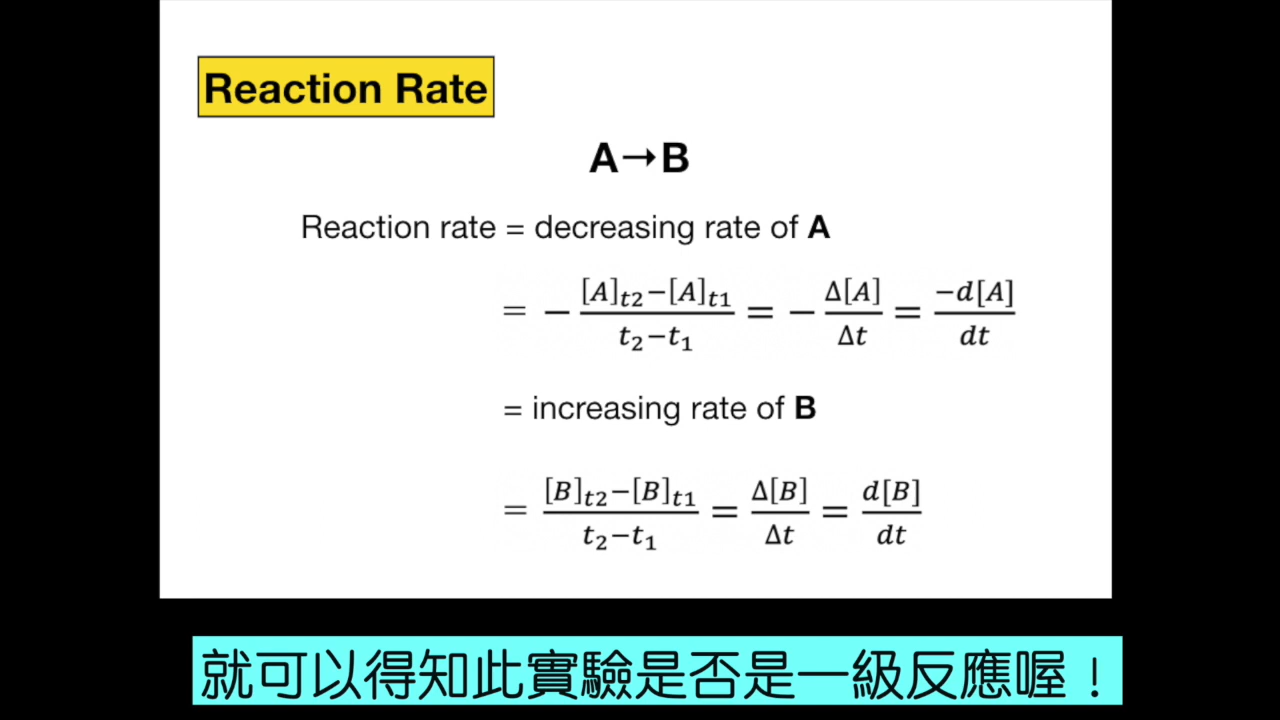 Reaction Rate
A→B
Reaction rate = decreasing rate of A
= − [A]t2−[A]t1 / t2−t1 = − Δ[A] / Δt = −d[A] / dt
= increasing rate of B
= [B]t2−[B]t1 / t2−t1 = Δ[B] / Δt = d[B] / dt
就可以得知此實驗是否是一級反應喔！